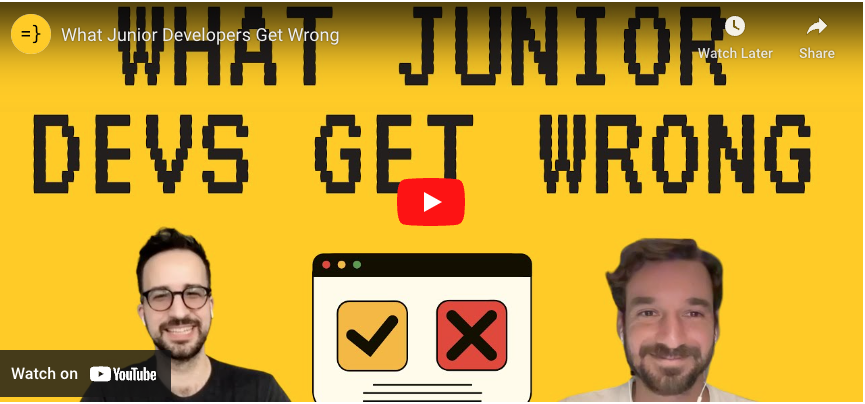 =}
What Junior Developers Get Wrong
Watch Later
Share
WHAT JUNIOR
DEVS GET WRONG
Watch on YouTube